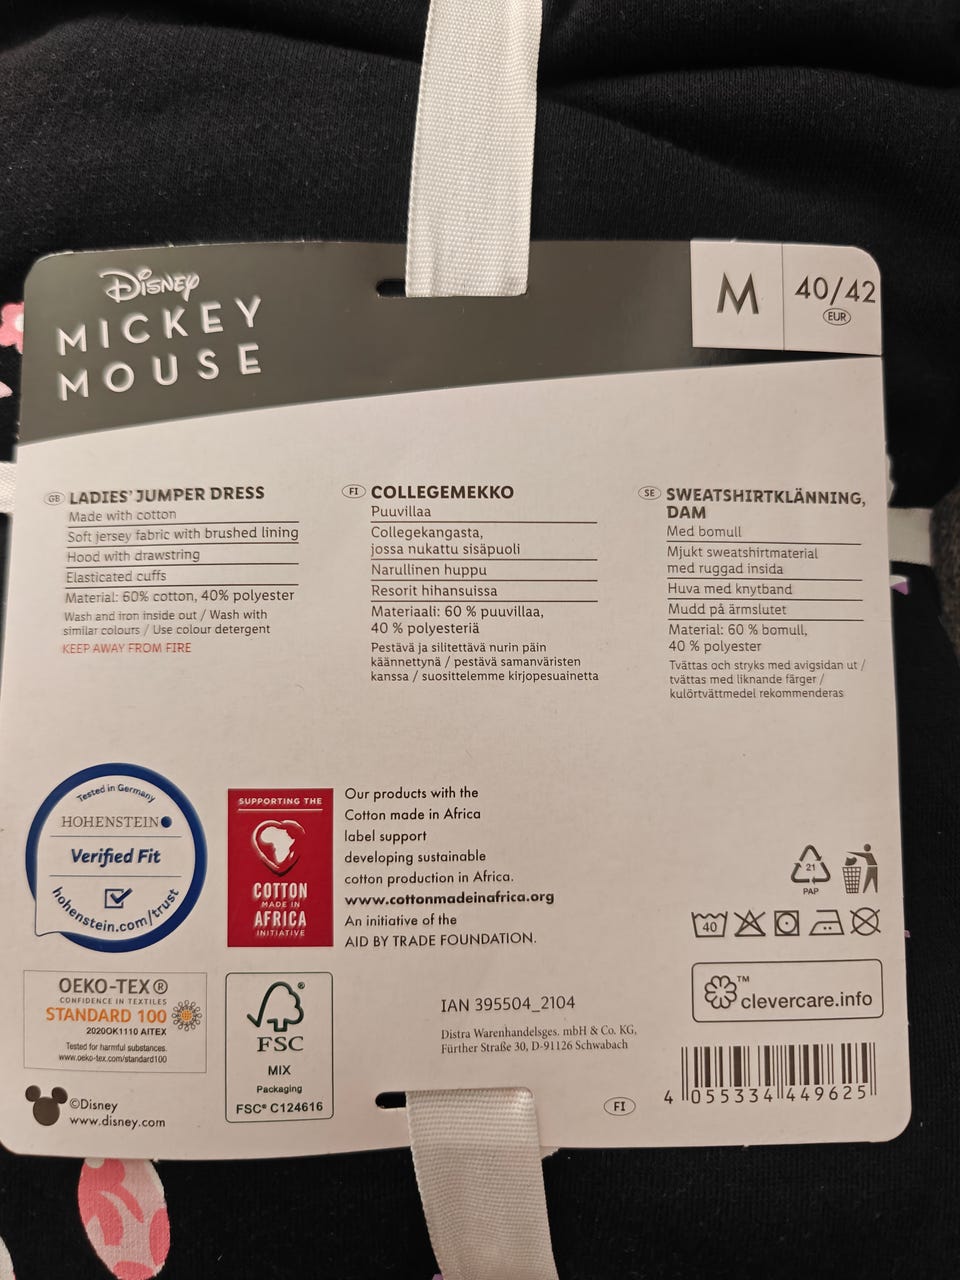 Disney
MICKEY
MOUSE
M
40/42
EUR
GB LADIES' JUMPER DRESS
Made with cotton
Soft jersey fabric with brushed lining
Hood with drawstring
Elasticated cuffs
Material: 60% cotton, 40% polyester
Wash and iron inside out / Wash with
similar colours / Use colour detergent
KEEP AWAY FROM FIRE
FI COLLEGEMEKKO
Puuvillaa
Collegekangasta,
jossa nukattu sisäpuoli
Narullinen huppu
Resorit hihansuissa
Materiaali: 60 % puuvillaa,
40 % polyesteriä
Pestävä ja silitettävä nurin päin
käännettynä / pestävä samanväristen
kanssa / suosittelemme kirjopesuainetta
SE SWEATSHIRTKLÄNNING,
DAM
Med bomull
Mjukt sweatshirtmaterial
med ruggad insida
Huva med knytband
Mudd på ärmslutet
Material: 60 % bomull,
40 % polyester
Tvättas och stryks med avigsidan ut /
tvättas med liknande färger /
kulörtvättmedel rekommenderas
Tested in Germany
HOHENSTEIN
Verified Fit
hohenstein.com/trust
SUPPORTING THE
COTTON
MADE IN
AFRICA
INITIATIVE
Our products with the
Cotton made in Africa
label support
developing sustainable
cotton production in Africa.
www.cottonmadeinafrica.org
An initiative of the
AID BY TRADE FOUNDATION.
21
PAP
40
OEKO-TEX®
CONFIDENCE IN TEXTILES
STANDARD 100
2020OK1110 AITEX
Tested for harmful substances.
www.oeko-tex.com/standard100
FSC
®
MIX
Packaging
FSC® C124616
IAN 395504_2104
Distra Warenhandelsges. mbH & Co. KG,
Fürther Straße 30, D-91126 Schwabach
TM
clevercare.info
4 055334 449625
FI
©Disney
www.disney.com